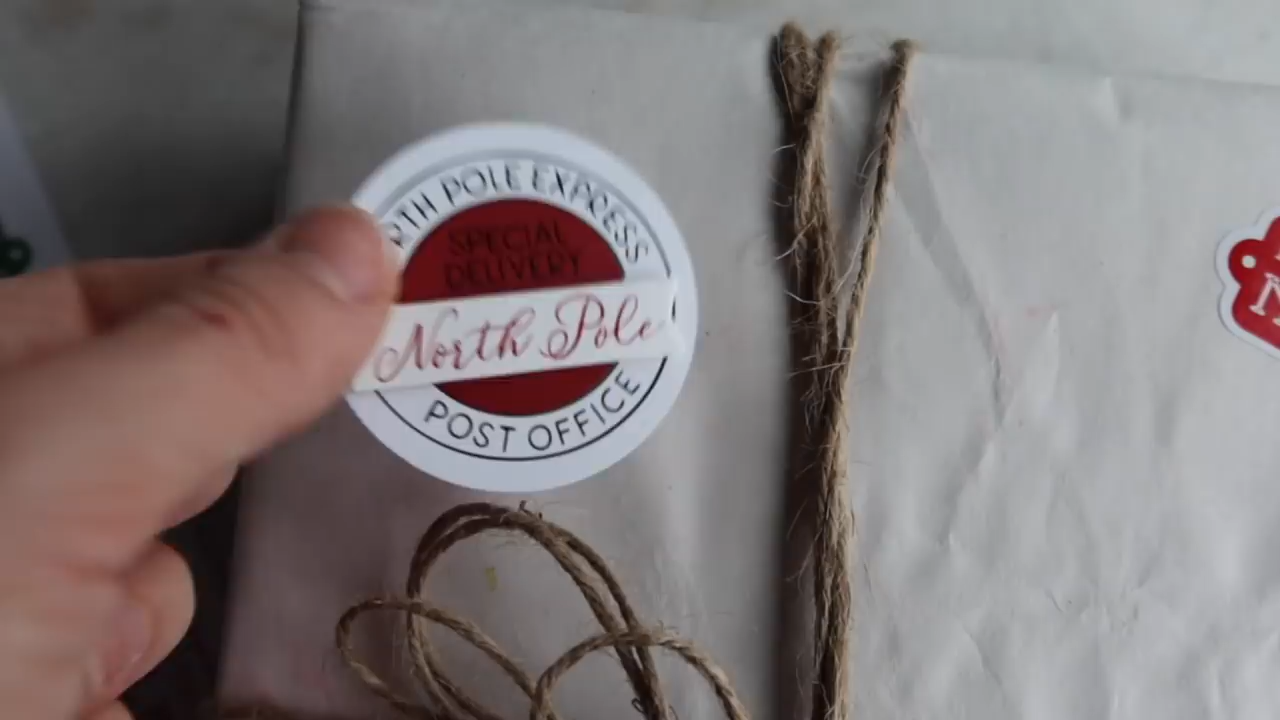 RTH POLE EXPRESS
SPECIAL
DELIVERY
North Pole
POST OFFICE